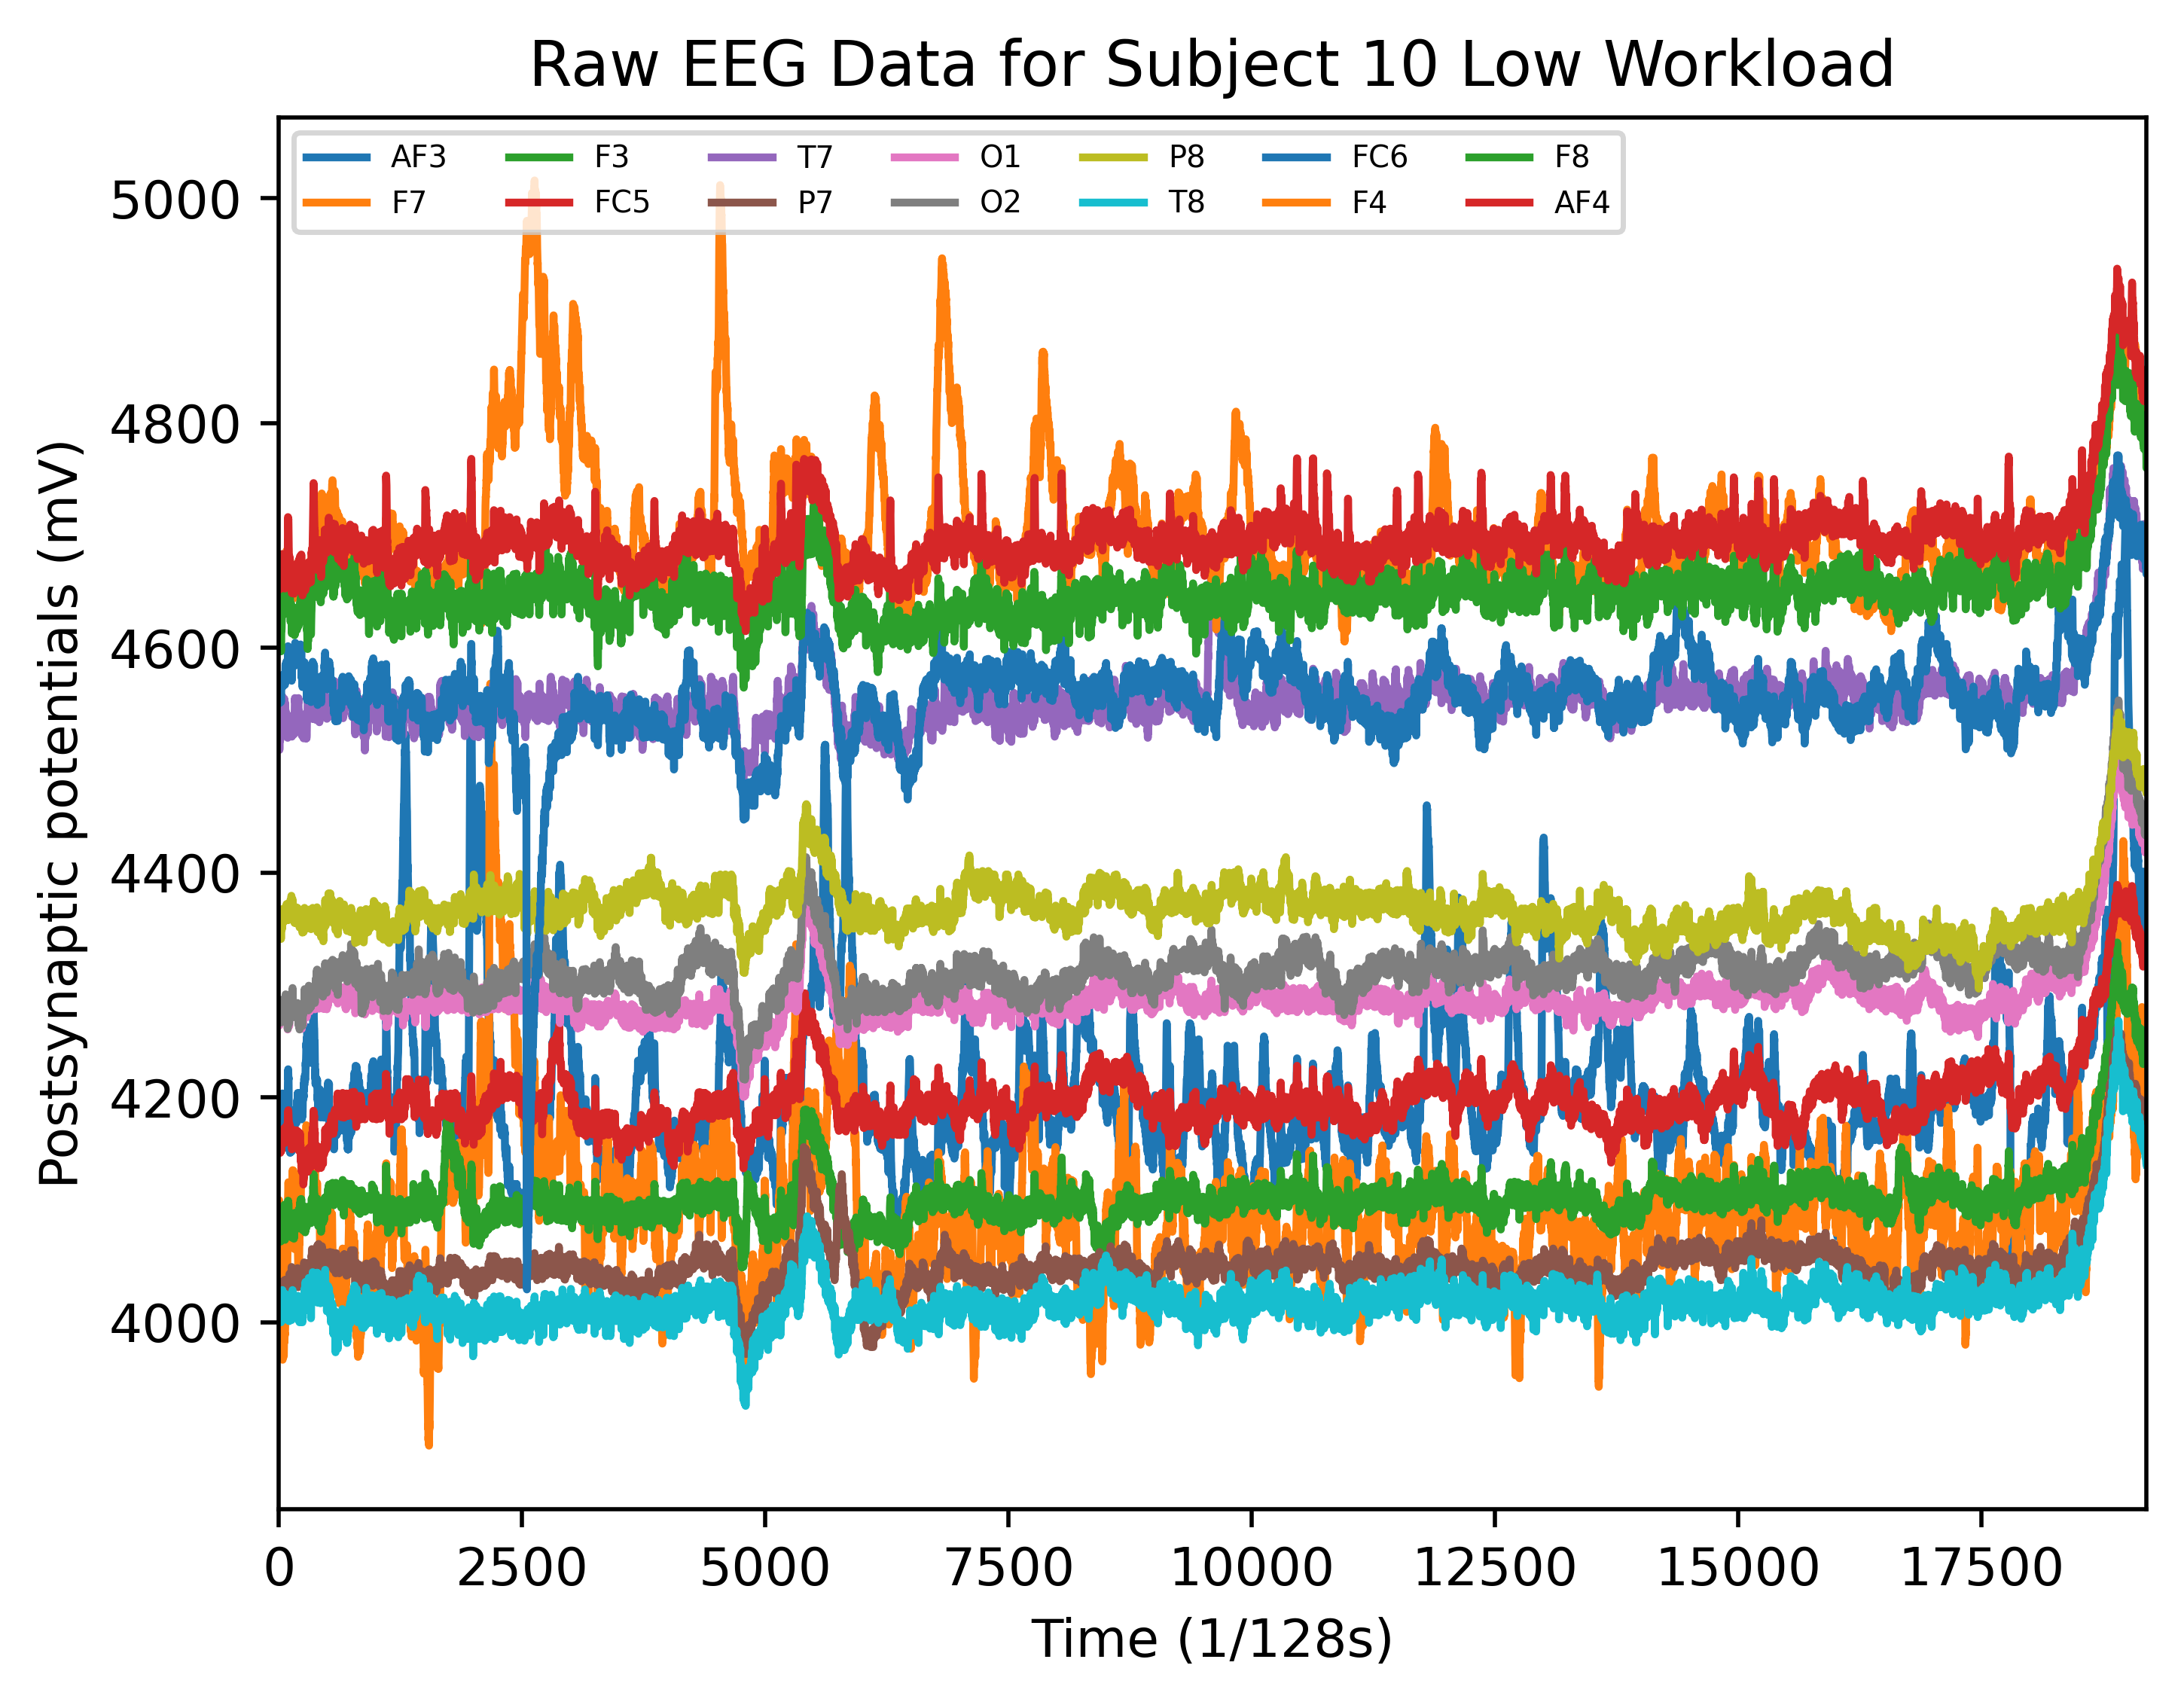 Raw EEG Data for Subject 10 Low Workload
AF3 F3 T7 O1 P8 FC6 F8
F7 FC5 P7 O2 T8 F4 AF4
5000
4800
4600
4400
4200
4000
Postsynaptic potentials (mV)
0 2500 5000 7500 10000 12500 15000 17500
Time (1/128s)